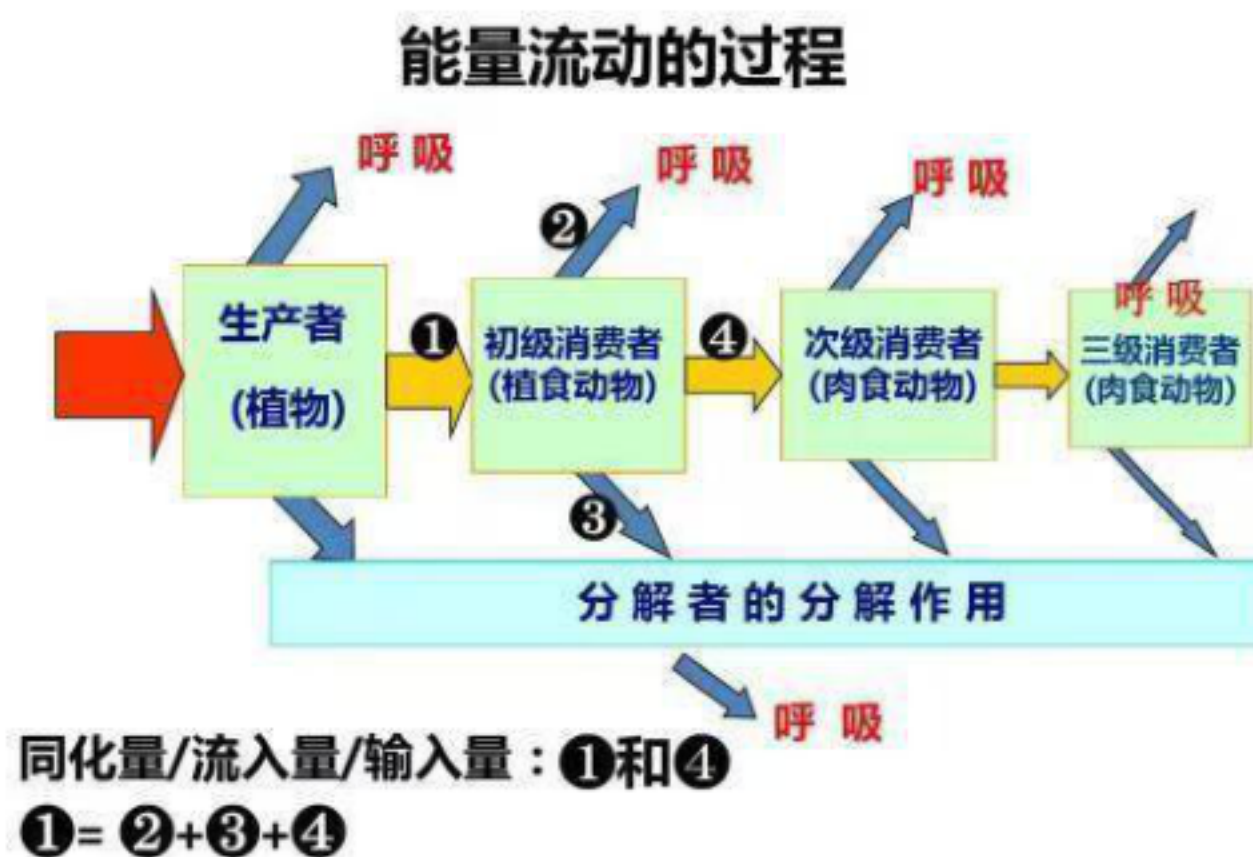 能量流动的过程
呼 吸
呼 吸
呼 吸
呼 吸
❷
生产者
(植物)
❶
初级消费者
(植食动物)
❹
次级消费者
(肉食动物)
三级消费者
(肉食动物)
❸
分 解 者 的 分 解 作 用
呼 吸
同化量/流入量/输入量：❶和❹
❶= ❷+❸+❹